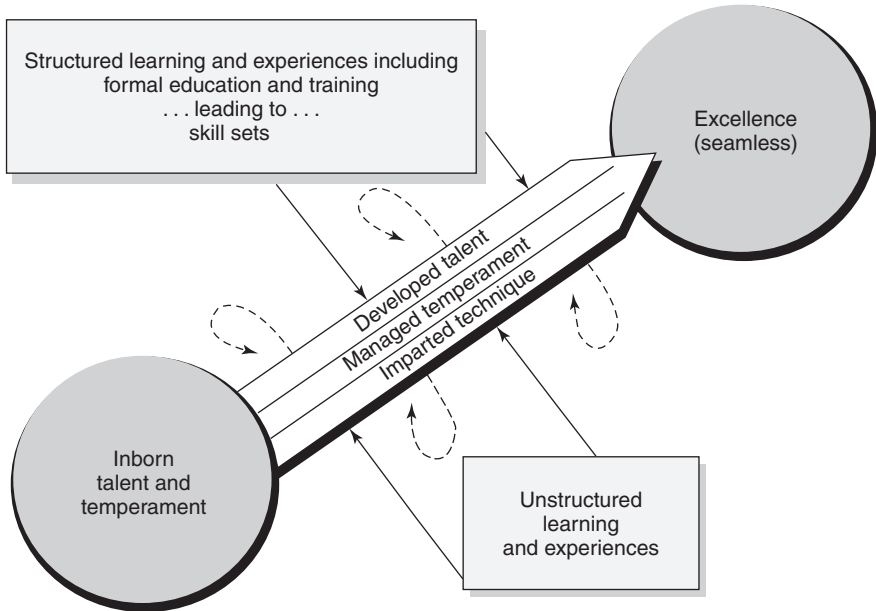 Structured learning and experiences including
formal education and training
. . . leading to . . .
skill sets
Excellence
(seamless)
Developed talent
Managed temperament
Imparted technique
Inborn
talent and
temperament
Unstructured
learning
and experiences